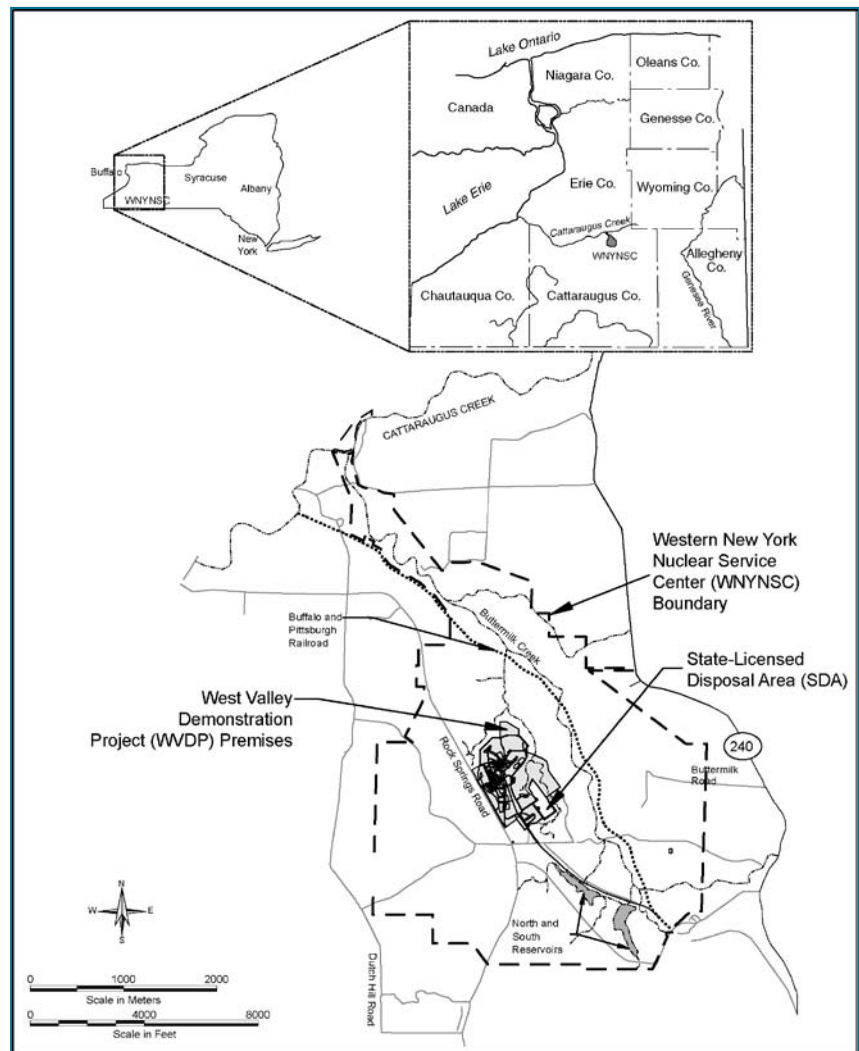 Lake Ontario
Oleans Co.
Niagara Co.
Canada
Genesse Co.
Buffalo
Syracuse
Albany
WNYNSC
New
York
Lake Erie
Erie Co.
Wyoming Co.
Cattaraugus Creek
WNYNSC
Allegheny
Co.
Chautauqua Co.
Cattaraugus Co.
Genesee River
CATTARAUGUS CREEK
Western New York
Nuclear Service
Center (WNYNSC)
Boundary
Buffalo and
Pittsburgh
Railroad
Buttermilk Creek
State-Licensed
Disposal Area (SDA)
West Valley
Demonstration
Project (WVDP) Premises
Rock Springs Road
240
Buttermilk
Road
N
W
E
S
North and
South
Reservoirs
Dutch Hill Road
0 1000 2000
Scale in Meters
0 4000 8000
Scale in Feet